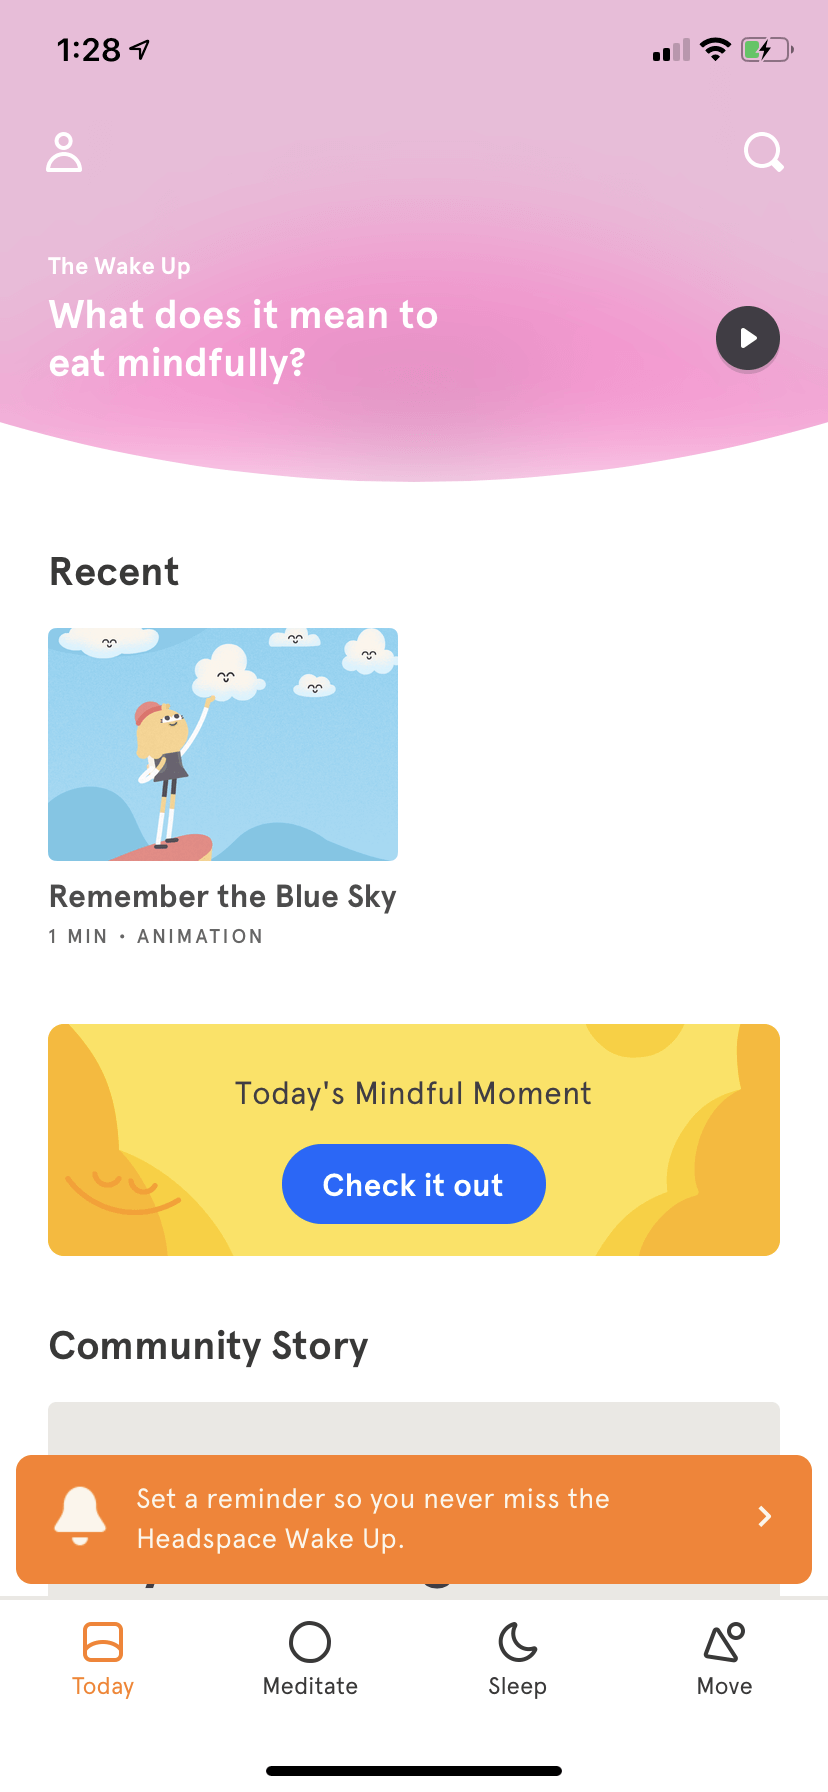 1:28
The Wake Up
What does it mean to
eat mindfully?
Recent
Remember the Blue Sky
1 MIN • ANIMATION
Today's Mindful Moment
Check it out
Community Story
Set a reminder so you never miss the
Headspace Wake Up.
Today
Meditate
Sleep
Move